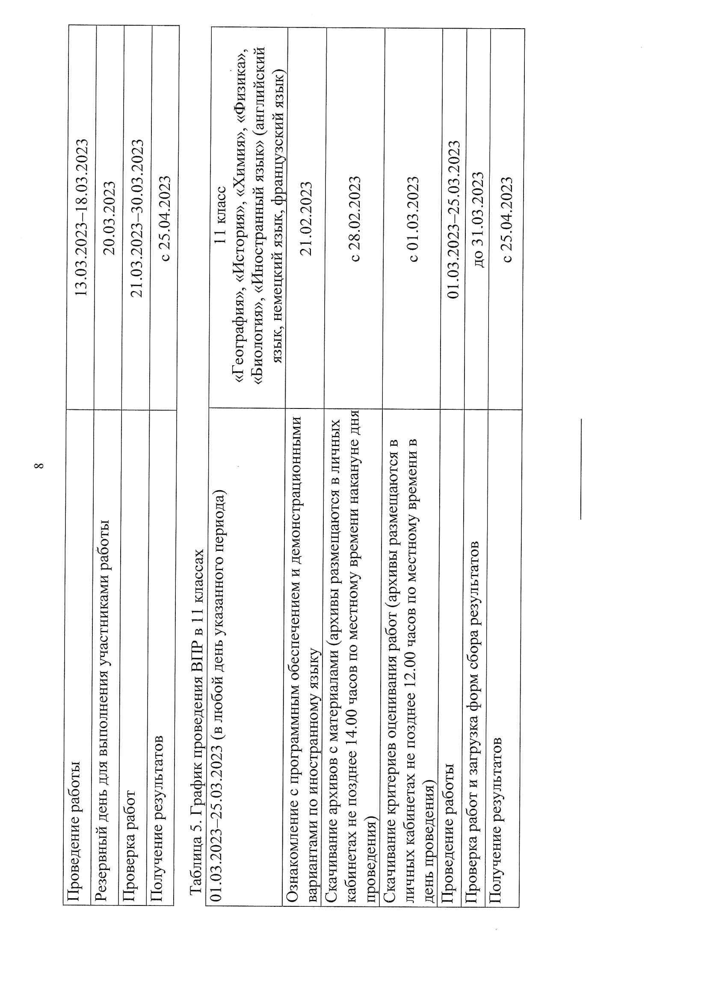 8
Проведение работы
13.03.2023–18.03.2023
Резервный день для выполнения участниками работы
20.03.2023
Проверка работ
21.03.2023–30.03.2023
Получение результатов
с 25.04.2023
Таблица 5. График проведения ВПР в 11 классах
01.03.2023–25.03.2023 (в любой день указанного периода)
11 класс
«География», «История», «Химия», «Физика»,
«Биология», «Иностранный язык» (английский
язык, немецкий язык, французский язык)
Ознакомление с программным обеспечением и демонстрационными
вариантами по иностранному языку
21.02.2023
Скачивание архивов с материалами (архивы размещаются в личных
кабинетах не позднее 14.00 часов по местному времени накануне дня
проведения)
с 28.02.2023
Скачивание критериев оценивания работ (архивы размещаются в
личных кабинетах не позднее 12.00 часов по местному времени в
день проведения)
с 01.03.2023
Проведение работы
01.03.2023–25.03.2023
Проверка работ и загрузка форм сбора результатов
до 31.03.2023
Получение результатов
с 25.04.2023